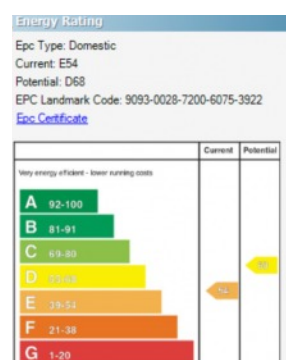 Energy Rating
Epc Type: Domestic
Current: E54
Potential: D68
EPC Landmark Code: 9093-0028-7200-6075-3922
Epc Certificate
Current Potential
Very energy efficient - lower running costs
A 92-100
B 81-91
C 69-80
D
E 39-54
54
F 21-38
G 1-20